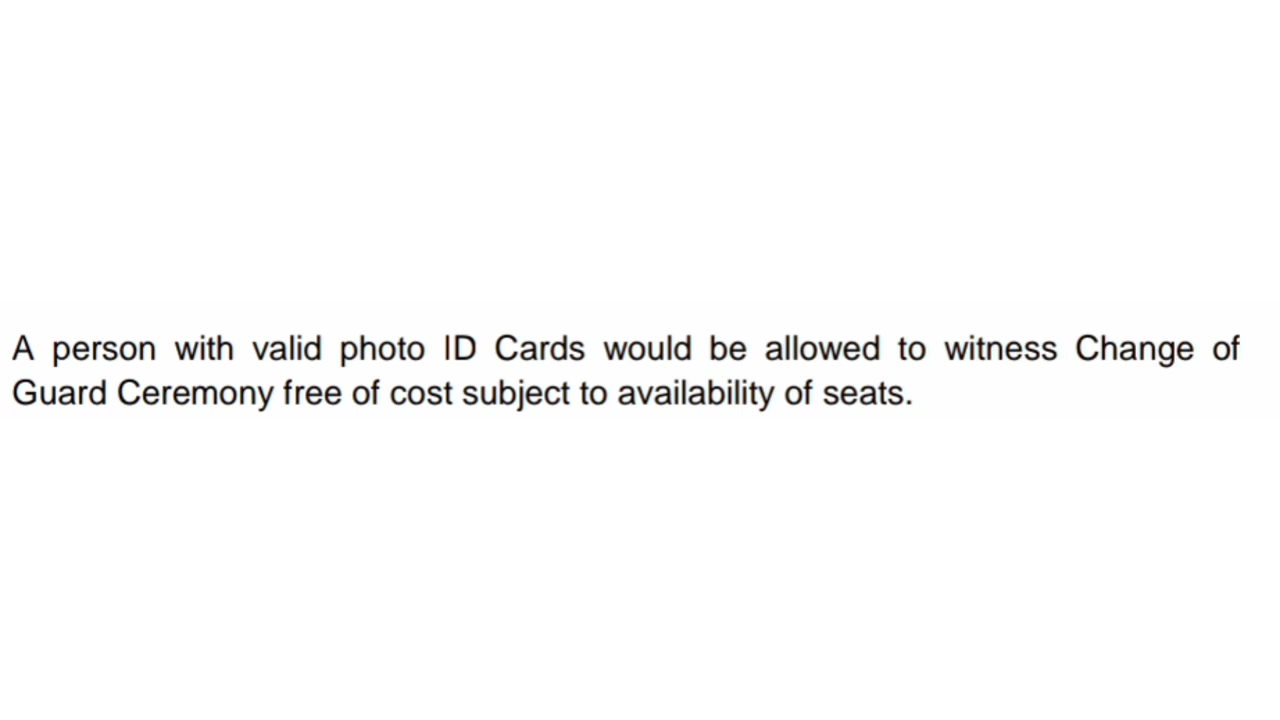 A person with valid photo ID Cards would be allowed to witness Change of
Guard Ceremony free of cost subject to availability of seats.